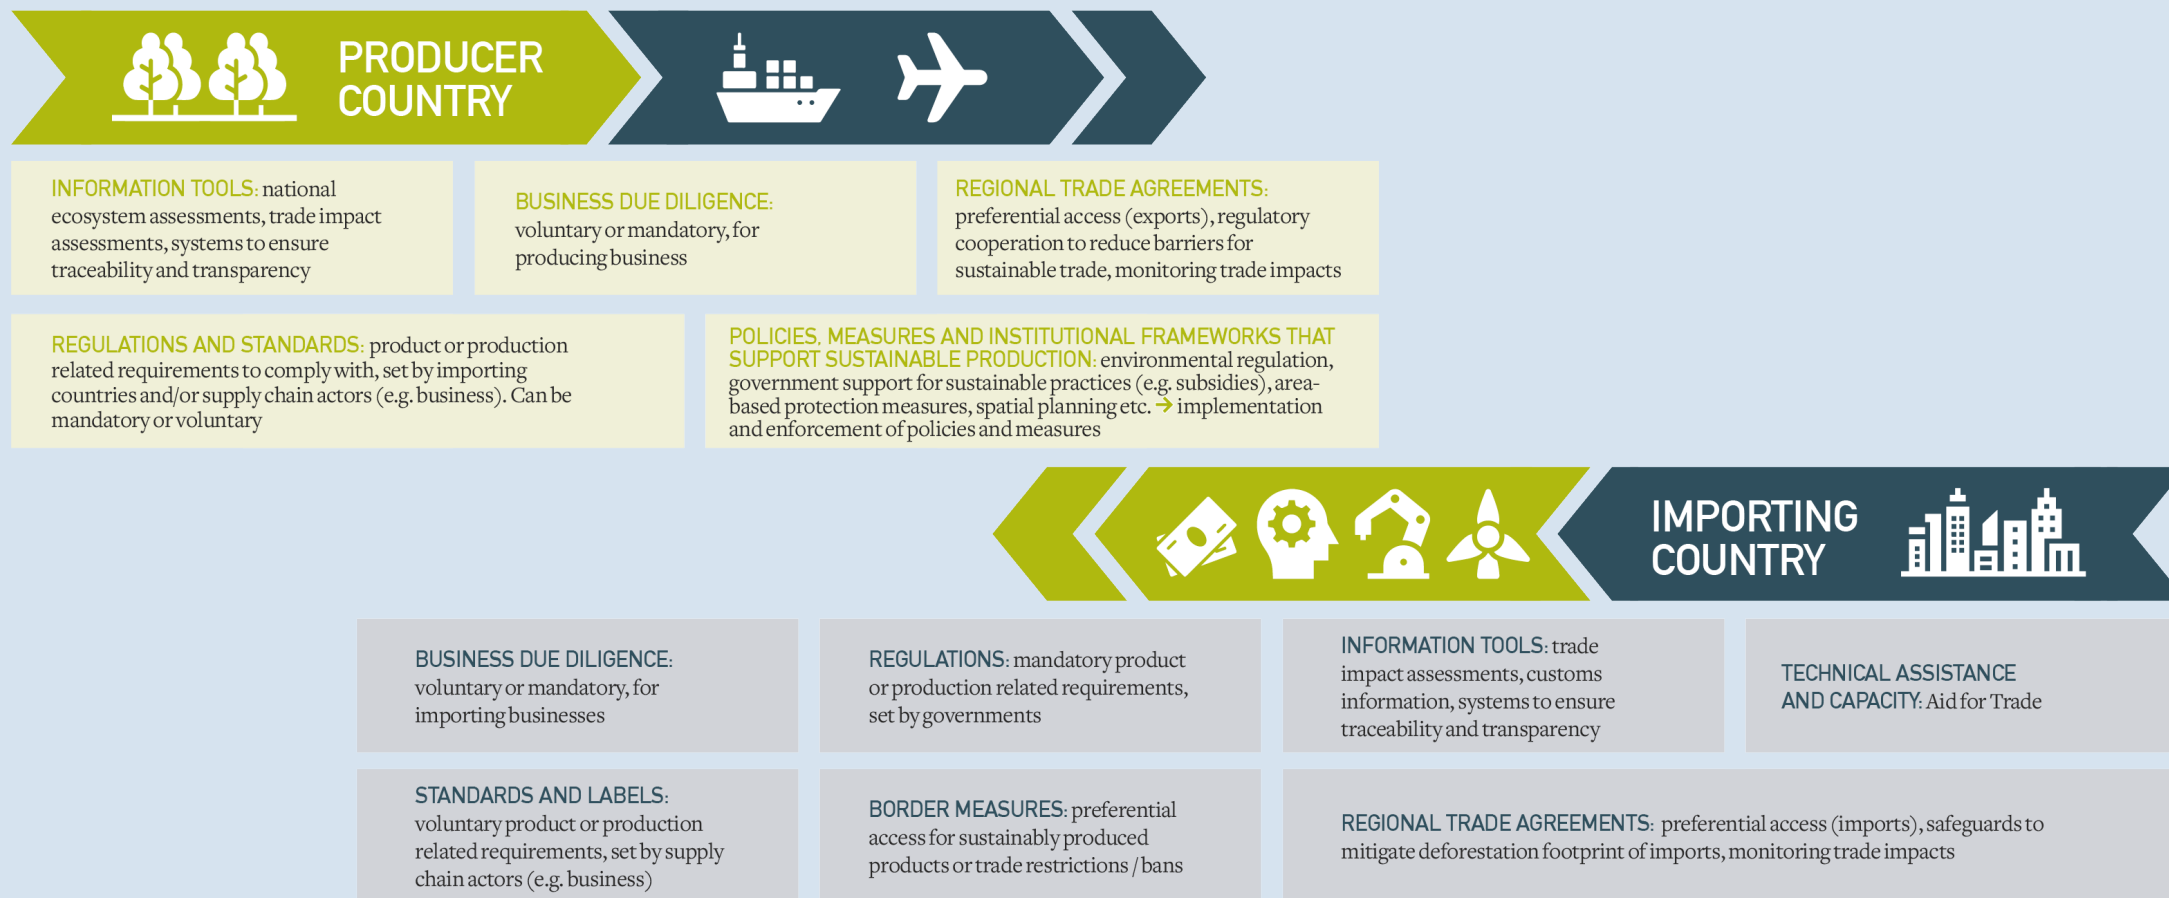 PRODUCER
COUNTRY
INFORMATION TOOLS: national
ecosystem assessments, trade impact
assessments, systems to ensure
traceability and transparency
BUSINESS DUE DILIGENCE:
voluntary or mandatory, for
producing business
REGIONAL TRADE AGREEMENTS:
preferential access (exports), regulatory
cooperation to reduce barriers for
sustainable trade, monitoring trade impacts
REGULATIONS AND STANDARDS: product or production
related requirements to comply with, set by importing
countries and/or supply chain actors (e.g. business). Can be
mandatory or voluntary
POLICIES, MEASURES AND INSTITUTIONAL FRAMEWORKS THAT
SUPPORT SUSTAINABLE PRODUCTION: environmental regulation,
government support for sustainable practices (e.g. subsidies), area-
based protection measures, spatial planning etc. → implementation
and enforcement of policies and measures
IMPORTING
COUNTRY
BUSINESS DUE DILIGENCE:
voluntary or mandatory, for
importing businesses
REGULATIONS: mandatory product
or production related requirements,
set by governments
INFORMATION TOOLS: trade
impact assessments, customs
information, systems to ensure
traceability and transparency
TECHNICAL ASSISTANCE
AND CAPACITY: Aid for Trade
STANDARDS AND LABELS:
voluntary product or production
related requirements, set by supply
chain actors (e.g. business)
BORDER MEASURES: preferential
access for sustainably produced
products or trade restrictions / bans
REGIONAL TRADE AGREEMENTS: preferential access (imports), safeguards to
mitigate deforestation footprint of imports, monitoring trade impacts